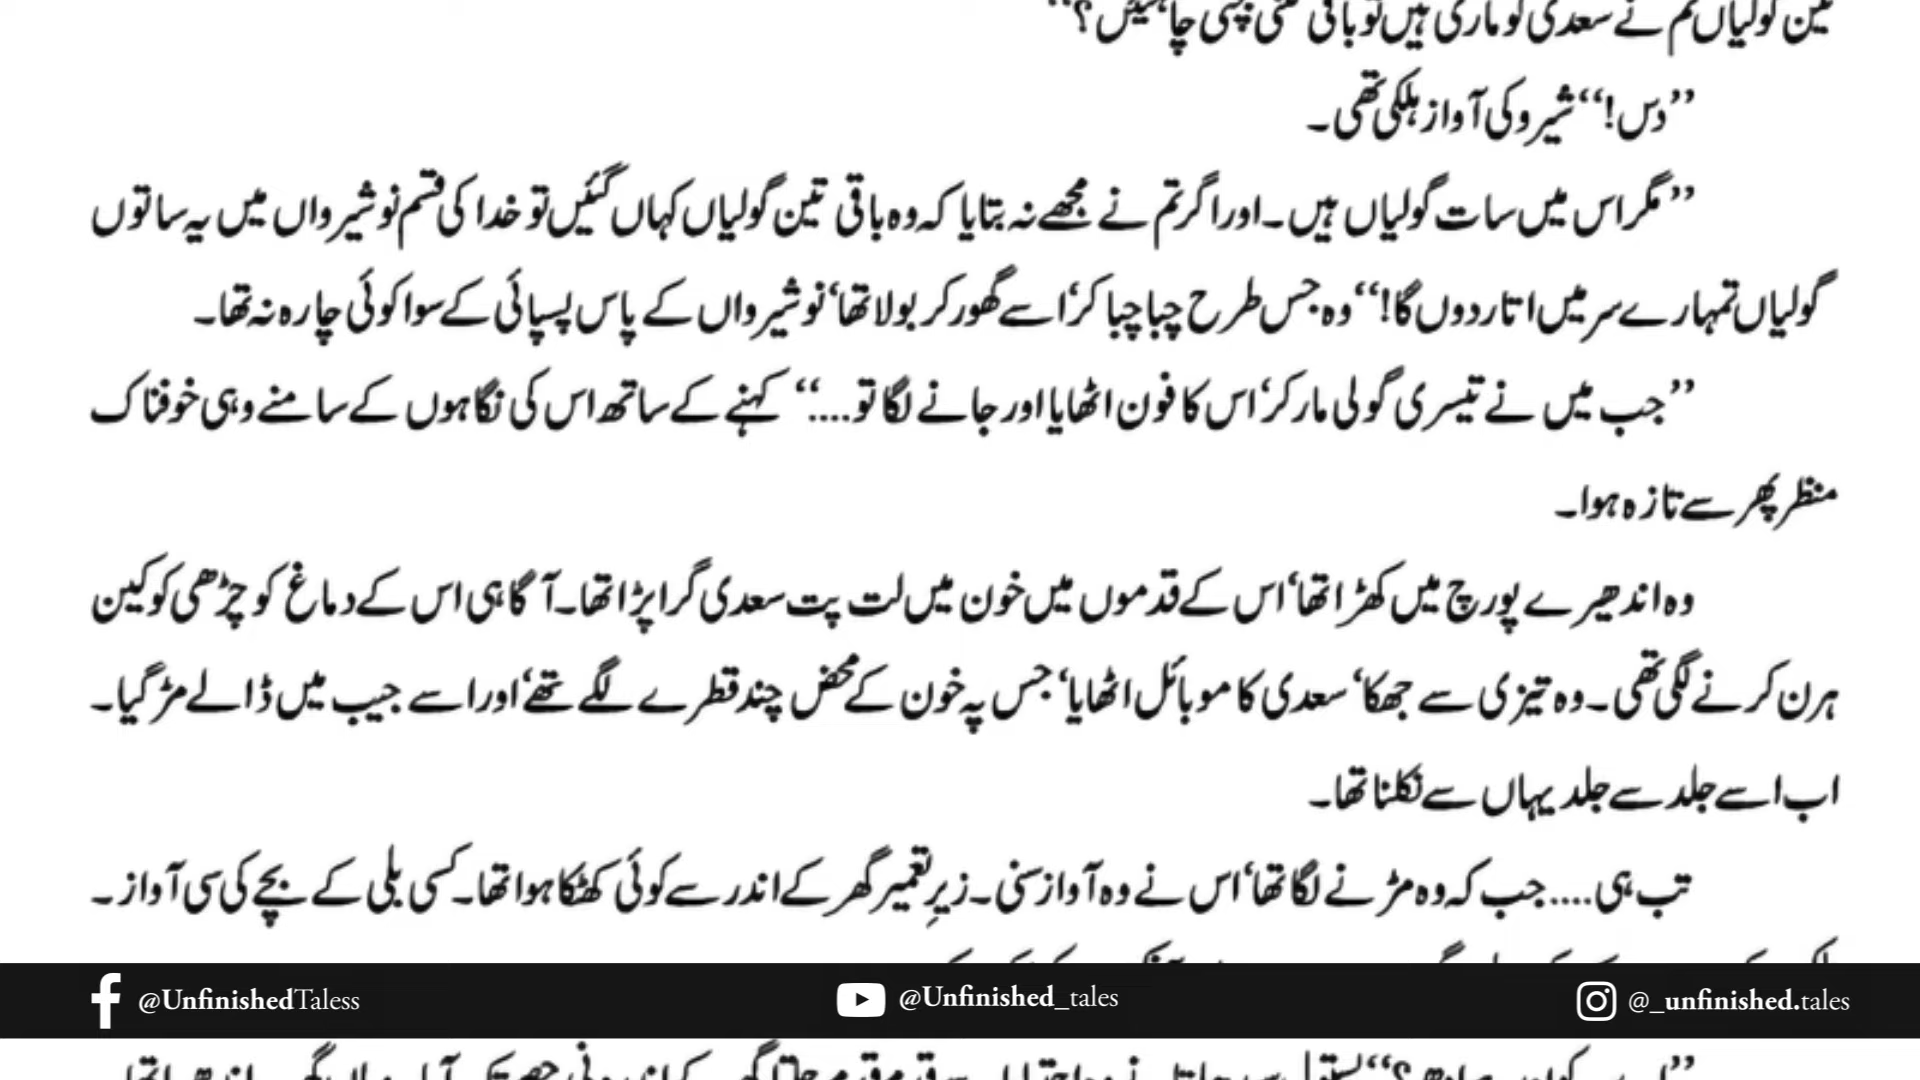 تین گولیاں تم نے سعدی کو ماری ہیں تو باقی کتنی بچنی چاہئیں؟‘‘
’’دس!‘‘ شیرو کی آواز ہلکی تھی۔
’’مگر اس میں سات گولیاں ہیں۔ اور اگر تم نے مجھے نہ بتایا کہ وہ باقی تین گولیاں کہاں گئیں تو خدا کی قسم نوشیرواں میں یہ ساتوں
گولیاں تمہارے سر میں اتار دوں گا!‘‘ وہ جس طرح چبا چبا کر‘ اسے گھور کر بولا تھا‘ نوشیرواں کے پاس پسپائی کے سوا کوئی چارہ نہ تھا۔
’’جب میں نے تیسری گولی مار کر‘ اس کا فون اٹھایا اور جانے لگا تو....‘‘ کہنے کے ساتھ اس کی نگاہوں کے سامنے وہی خوفناک
منظر پھر سے تازہ ہوا۔
وہ اندھیرے پورچ میں کھڑا تھا‘ اس کے قدموں میں خون میں لت پت سعدی گرا پڑا تھا۔ آگاہی اس کے دماغ کو چڑھی کوکین
ہرن کرنے لگی تھی۔ وہ تیزی سے جھکا‘ سعدی کا موبائل اٹھایا‘ جس پہ خون کے محض چند قطرے لگے تھے‘ اور اسے جیب میں ڈالے مڑ گیا۔
اب اسے جلد سے جلد یہاں سے نکلنا تھا۔
تب ہی.... جب کہ وہ مڑنے لگا تھا‘ اس نے وہ آواز سنی۔ زیرِ تعمیر گھر کے اندر سے کوئی کھٹکا ہوا تھا۔ کسی بلی کے بچے کی سی آواز۔
@UnfinishedTaless
@Unfinished_tales
@_unfinished.tales